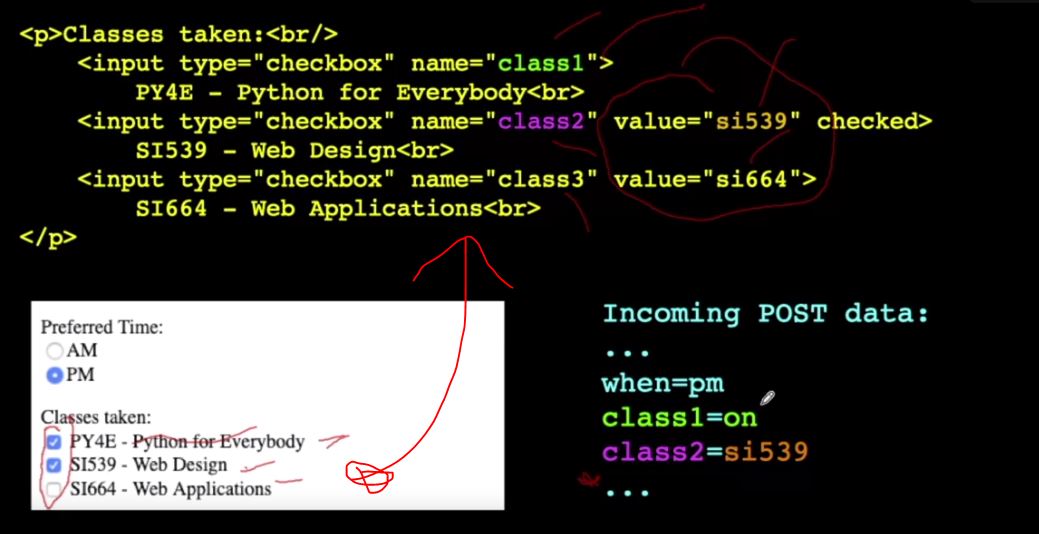 <p>Classes taken:<br/>
<input type="checkbox" name="class1">
PY4E – Python for Everybody<br>
<input type="checkbox" name="class2" value="si539" checked>
SI539 – Web Design<br>
<input type="checkbox" name="class3" value="si664">
SI664 – Web Applications<br>
</p>
Preferred Time:
AM
PM
Classes taken:
PY4E - Python for Everybody
SI539 - Web Design
SI664 - Web Applications
Incoming POST data:
...
when=pm
class1=on
class2=si539
...